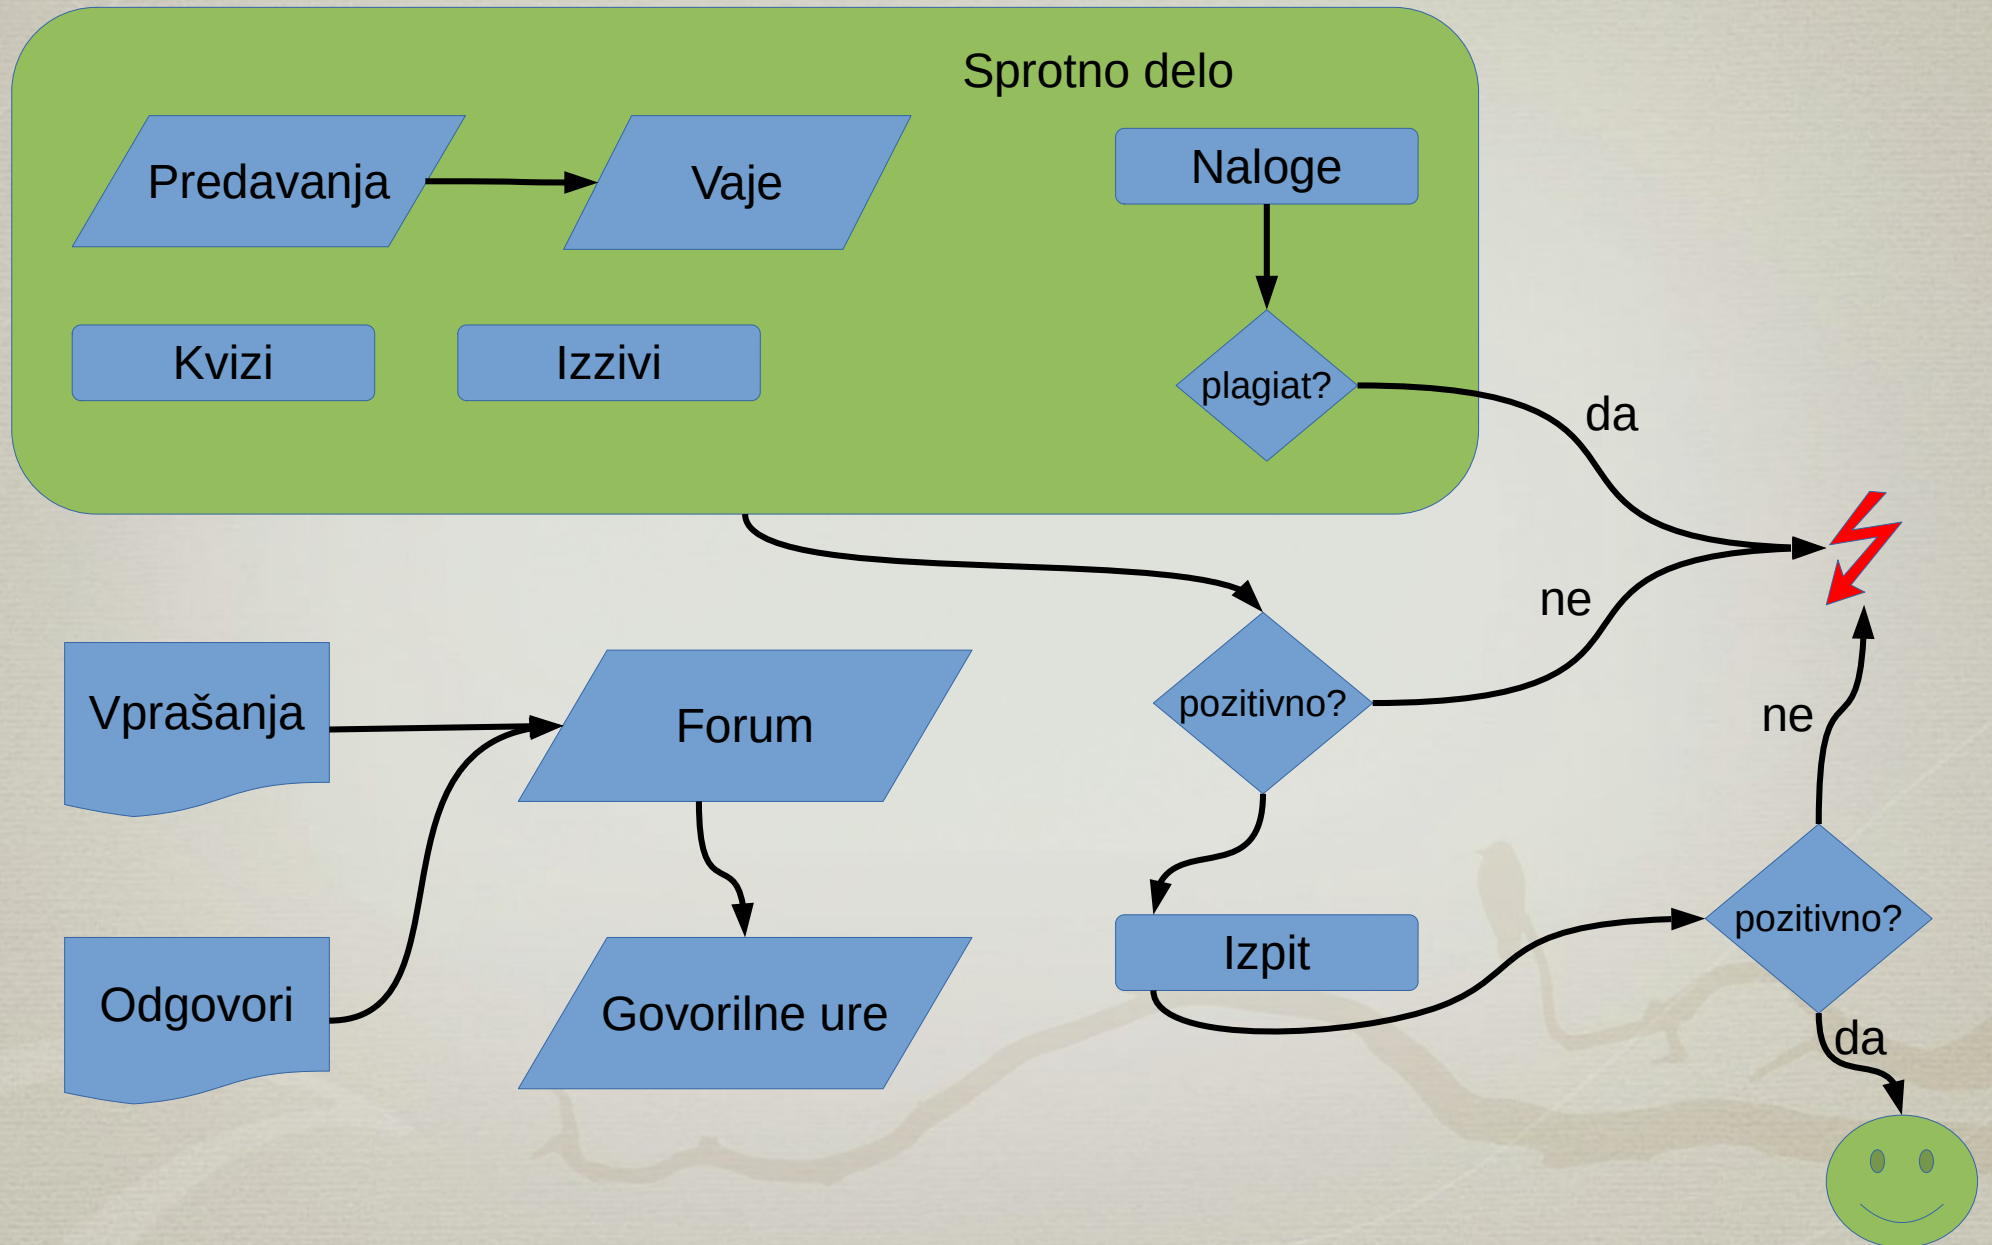 Sprotno delo
Predavanja
Vaje
Naloge
Kvizi
Izzivi
plagiat?
da
ne
Vprašanja
Forum
pozitivno?
ne
Odgovori
Govorilne ure
Izpit
pozitivno?
da